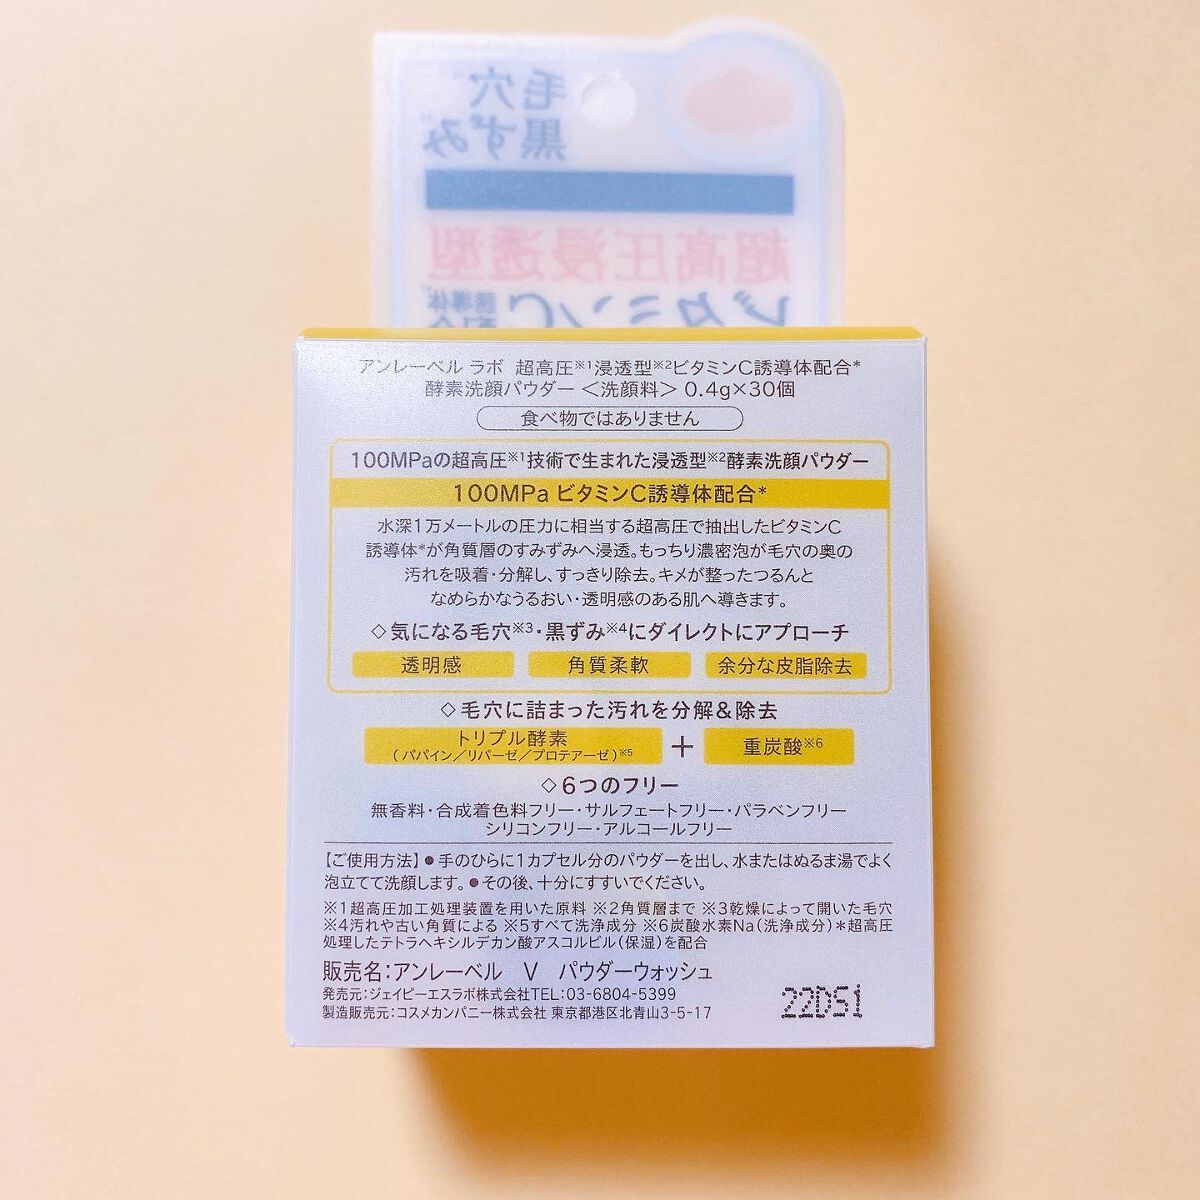 毛穴
黒ずみ
超高圧浸透型
ビタミンC誘導体
アンレーベル ラボ 超高圧※1浸透型※2ビタミンC誘導体配合*
酵素洗顔パウダー <洗顔料> 0.4g×30個
食べ物ではありません
100MPaの超高圧※1技術で生まれた浸透型※2酵素洗顔パウダー
100MPa ビタミンC誘導体配合*
水深1万メートルの圧力に相当する超高圧で抽出したビタミンC
誘導体*が角質層のすみずみへ浸透。もっちり濃密泡が毛穴の奥の
汚れを吸着・分解し、すっきり除去。キメが整ったつるんと
なめらかなうるおい・透明感のある肌へ導きます。
◇気になる毛穴※3・黒ずみ※4にダイレクトにアプローチ
透明感 角質柔軟 余分な皮脂除去
◇毛穴に詰まった汚れを分解&除去
トリプル酵素 + 重炭酸※6
(パパイン/リパーゼ/プロテアーゼ)※5
◇6つのフリー
無香料・合成着色料フリー・サルフェートフリー・パラベンフリー
シリコンフリー・アルコールフリー
【ご使用方法】●手のひらに1カプセル分のパウダーを出し、水またはぬるま湯でよく
泡立てて洗顔します。●その後、十分にすすいでください。
※1超高圧加工処理装置を用いた原料 ※2角質層まで ※3乾燥によって開いた毛穴
※4汚れや古い角質による ※5すべて洗浄成分 ※6炭酸水素Na(洗浄成分)*超高圧
処理したテトラヘキシルデカン酸アスコルビル(保湿)を配合
販売名:アンレーベル V パウダーウォッシュ
発売元:ジェイピーエスラボ株式会社TEL:03-6804-5399
製造販売元:コスメカンパニー株式会社 東京都港区北青山3-5-17
22DS1